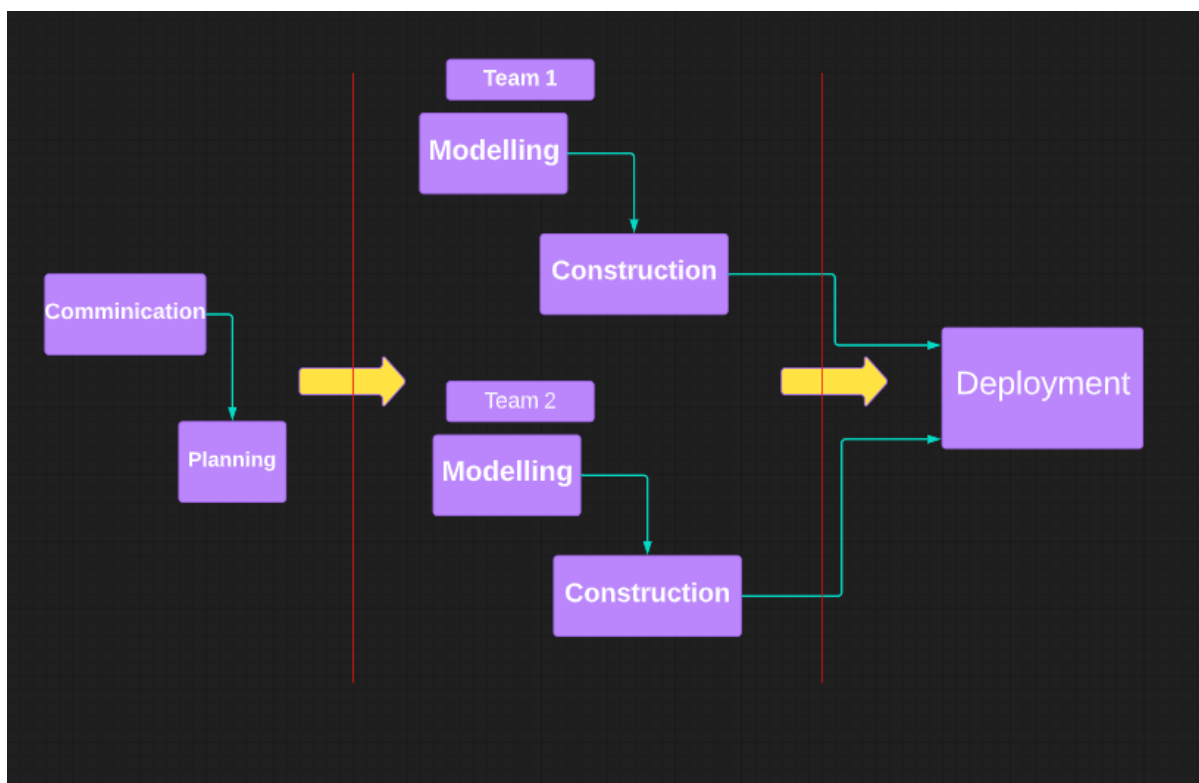 Comminication
Planning
Team 1
Modelling
Construction
Team 2
Modelling
Construction
Deployment